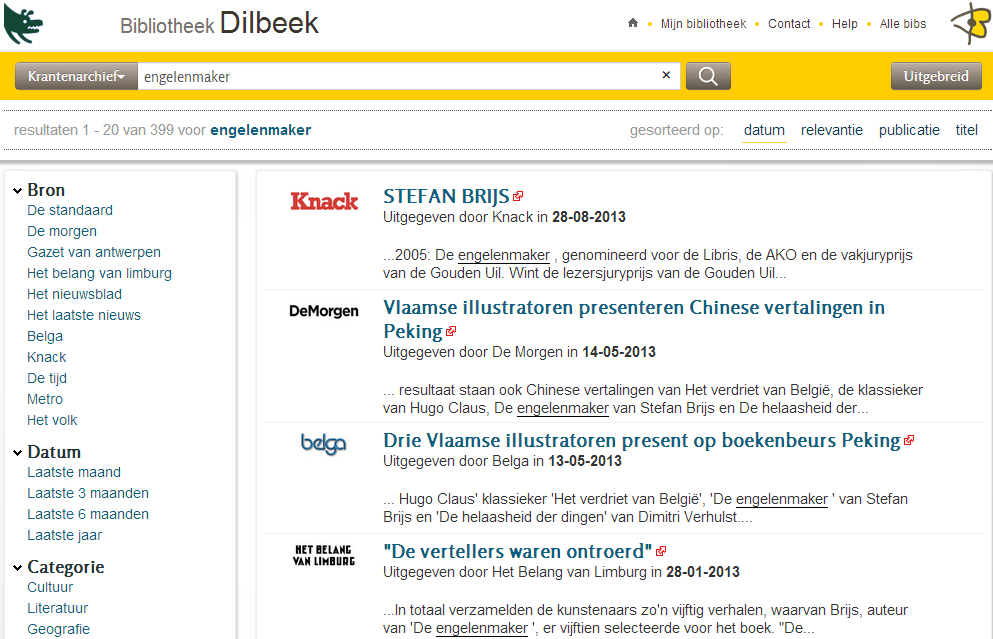 Bibliotheek Dilbeek
Mijn bibliotheek • Contact • Help • Alle bibs
Krantenarchief engelenmaker × Uitgebreid
resultaten 1 - 20 van 399 voor engelenmaker
gesorteerd op: datum relevantie publicatie titel
Bron
De standaard
De morgen
Gazet van antwerpen
Het belang van limburg
Het nieuwsblad
Het laatste nieuws
Belga
Knack
De tijd
Metro
Het volk
Datum
Laatste maand
Laatste 3 maanden
Laatste 6 maanden
Laatste jaar
Categorie
Cultuur
Literatuur
Geografie
Knack
STEFAN BRIJS
Uitgegeven door Knack in 28-08-2013
...2005: De engelenmaker , genomineerd voor de Libris, de AKO en de vakjuryprijs
van de Gouden Uil. Wint de lezersjuryprijs van de Gouden Uil...
DeMorgen
Vlaamse illustratoren presenteren Chinese vertalingen in
Peking
Uitgegeven door De Morgen in 14-05-2013
... resultaat staan ook Chinese vertalingen van Het verdriet van België, de klassieker
van Hugo Claus, De engelenmaker van Stefan Brijs en De helaasheid der...
belga
Drie Vlaamse illustratoren present op boekenbeurs Peking
Uitgegeven door Belga in 13-05-2013
... Hugo Claus' klassieker 'Het verdriet van België', 'De engelenmaker ' van Stefan
Brijs en 'De helaasheid der dingen' van Dimitri Verhulst....
HET BELANG
VAN LIMBURG
"De vertellers waren ontroerd"
Uitgegeven door Het Belang van Limburg in 28-01-2013
...In totaal verzamelden de kunstenaars zo'n vijftig verhalen, waarvan Brijs, auteur
van 'De engelenmaker ', er vijftien selecteerde voor het boek. "De...